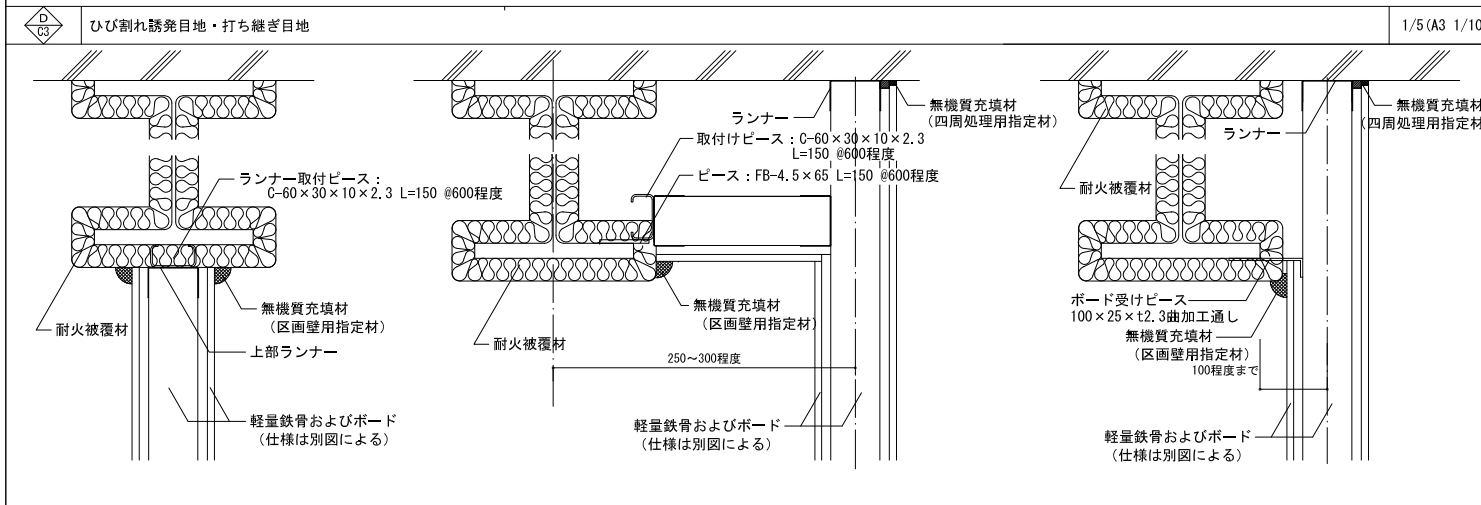 D
C3
ひび割れ誘発目地・打ち継ぎ目地
1/5(A3 1/10
ランナー取付ピース：
C-60×30×10×2.3 L=150 @600程度
無機質充填材
(区画壁用指定材)
耐火被覆材
上部ランナー
軽量鉄骨およびボード
(仕様は別図による)
ランナー
無機質充填材
(四周処理用指定材)
取付けピース：C-60×30×10×2.3
L=150 @600程度
ピース：FB-4.5×65 L=150 @600程度
無機質充填材
(区画壁用指定材)
耐火被覆材
250～300程度
軽量鉄骨およびボード
(仕様は別図による)
無機質充填材
(四周処理用指定材
ランナー
耐火被覆材
ボード受けピース
100×25×t2.3曲加工通し
無機質充填材
(区画壁用指定材)
100程度まで
軽量鉄骨およびボード
(仕様は別図による)